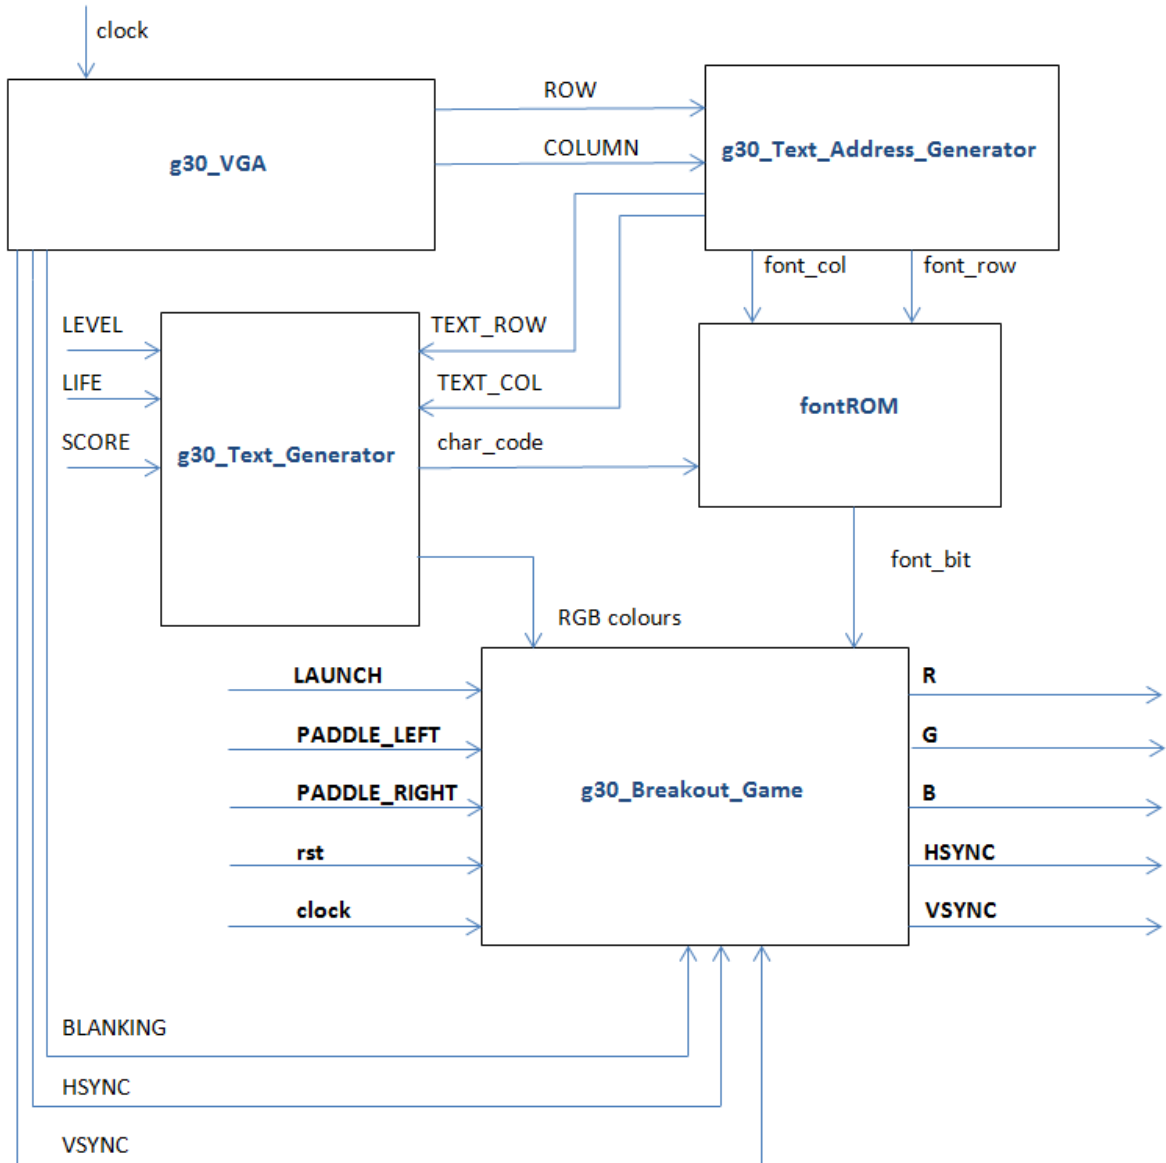 clock
ROW
g30_VGA
COLUMN
g30_Text_Address_Generator
font_col
font_row
LEVEL
TEXT_ROW
LIFE
TEXT_COL
fontROM
SCORE
g30_Text_Generator
char_code
font_bit
RGB colours
LAUNCH
R
PADDLE_LEFT
G
PADDLE_RIGHT
g30_Breakout_Game
B
rst
HSYNC
clock
VSYNC
BLANKING
HSYNC
VSYNC